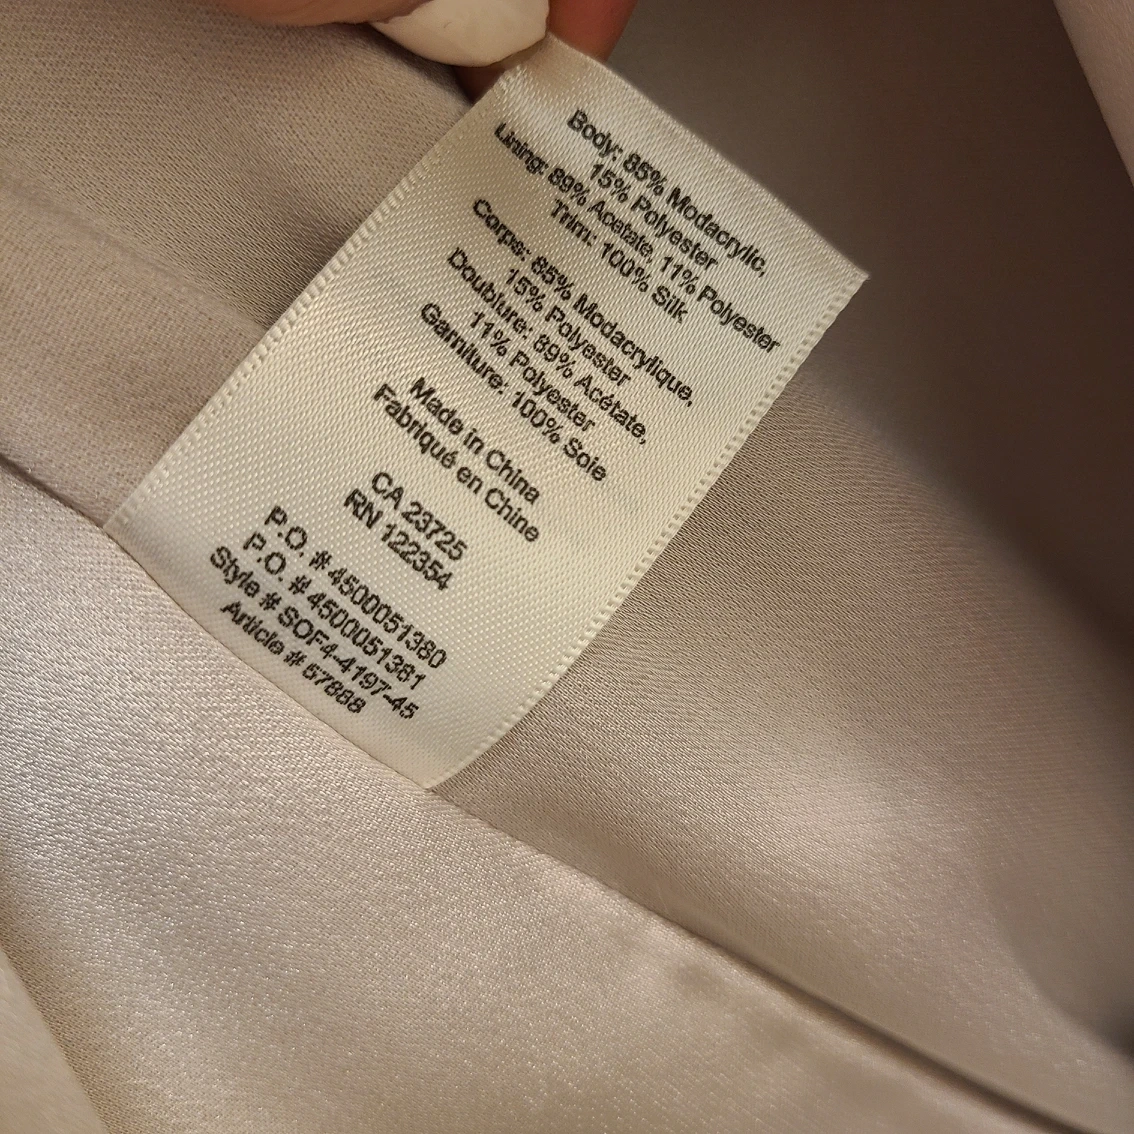 Body: 85% Modacrylic,
15% Polyester
Lining: 89% Acetate, 11% Polyester
Trim: 100% Silk
Corps: 85% Modacrylique,
15% Polyester
Doublure: 89% Acétate,
11% Polyester
Garniture: 100% Soie
Made in China
Fabriqué en Chine
CA 23725
RN 122354
P.O. # 4500051380
P.O. # 4500051381
Style # SOF4-4197-45
Article # 67888